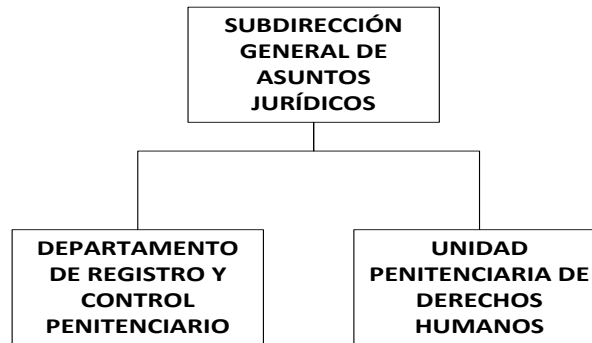 SUBDIRECCIÓN
GENERAL DE
ASUNTOS
JURÍDICOS
DEPARTAMENTO
DE REGISTRO Y
CONTROL
PENITENCIARIO
UNIDAD
PENITENCIARIA DE
DERECHOS
HUMANOS